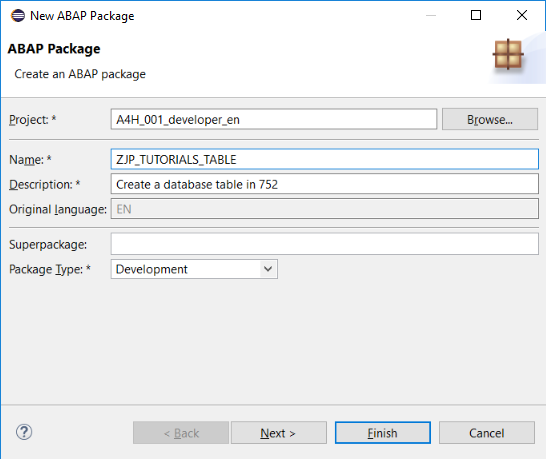 New ABAP Package
ABAP Package
Create an ABAP package
Project: * A4H_001_developer_en Browse...
Name: * ZJP_TUTORIALS_TABLE
Description: * Create a database table in 752
Original Language: EN
Superpackage:
Package Type: * Development
? < Back Next > Finish Cancel